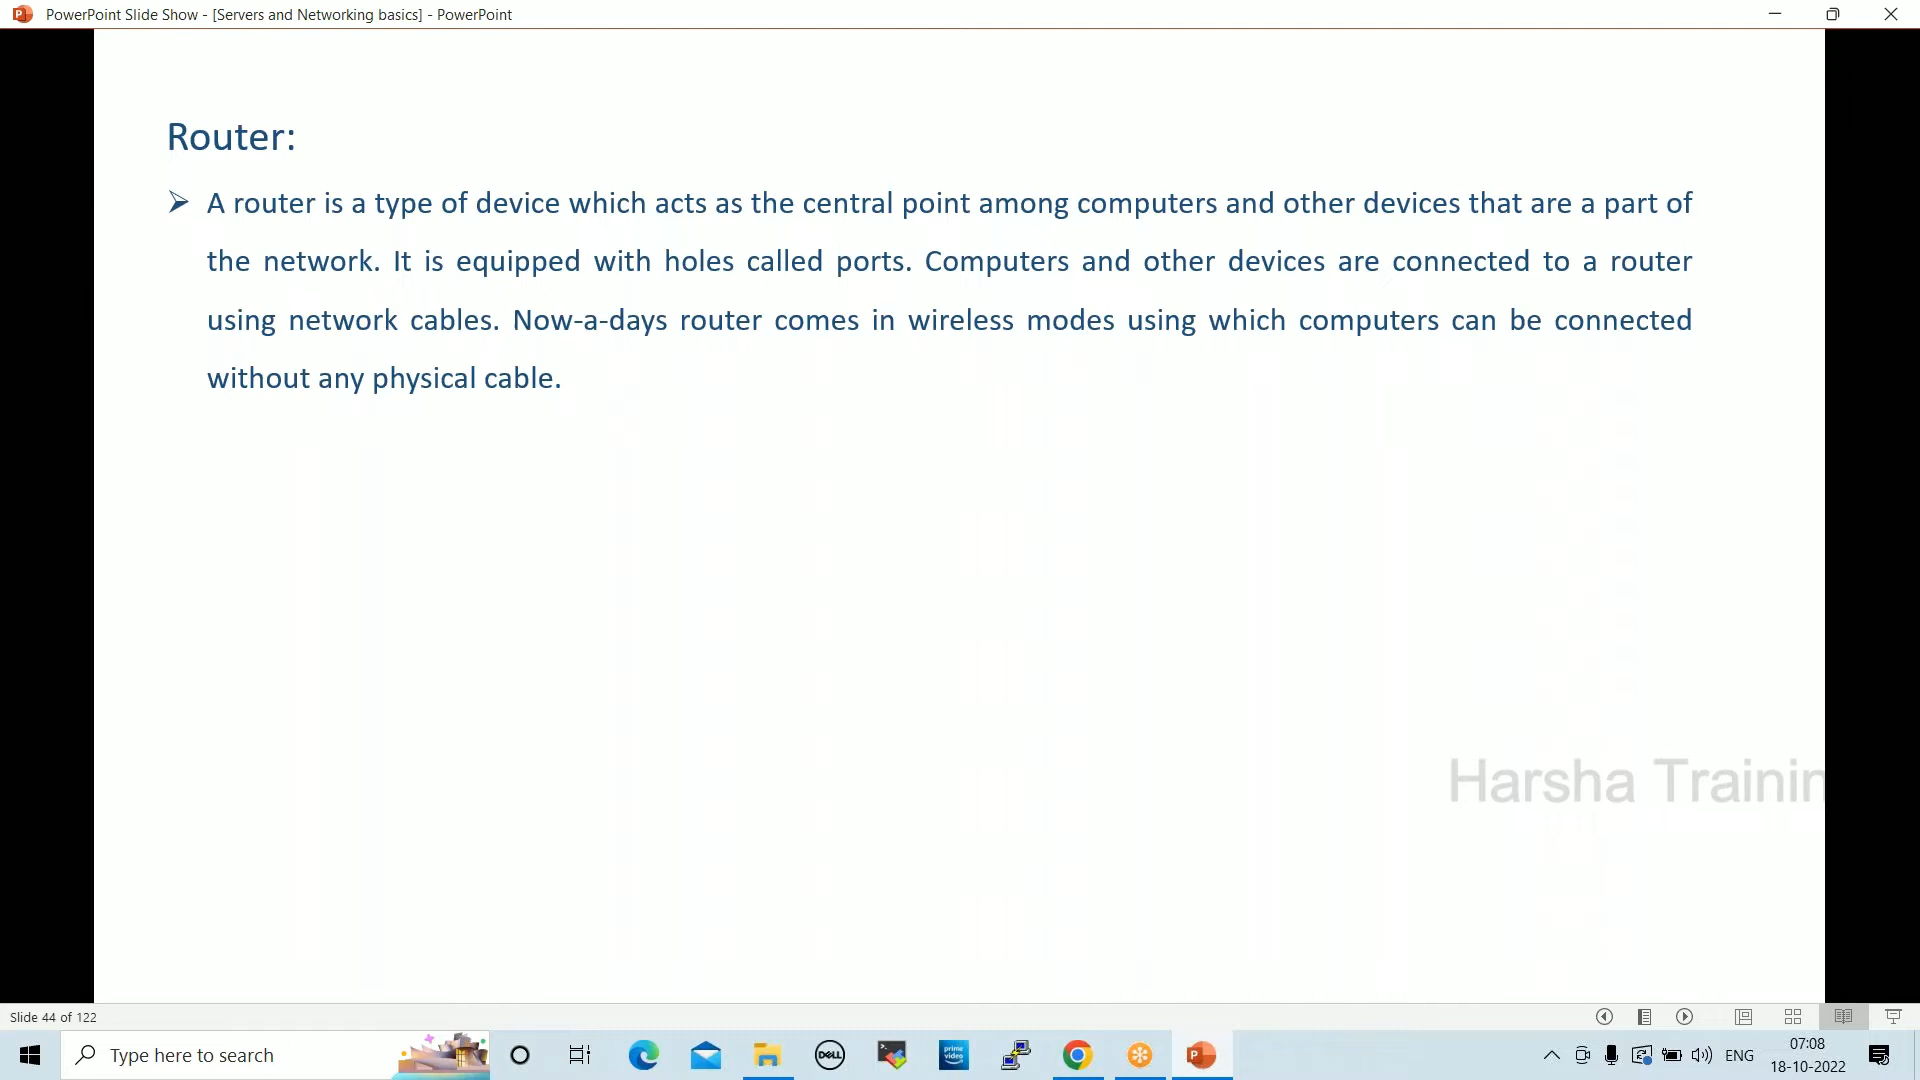 PowerPoint Slide Show - [Servers and Networking basics] - PowerPoint
Router:
A router is a type of device which acts as the central point among computers and other devices that are a part of
the network. It is equipped with holes called ports. Computers and other devices are connected to a router
using network cables. Now-a-days router comes in wireless modes using which computers can be connected
without any physical cable.
Harsha Trainin
Slide 44 of 122
Type here to search
DELL
prime
video
ENG
07:08
18-10-2022